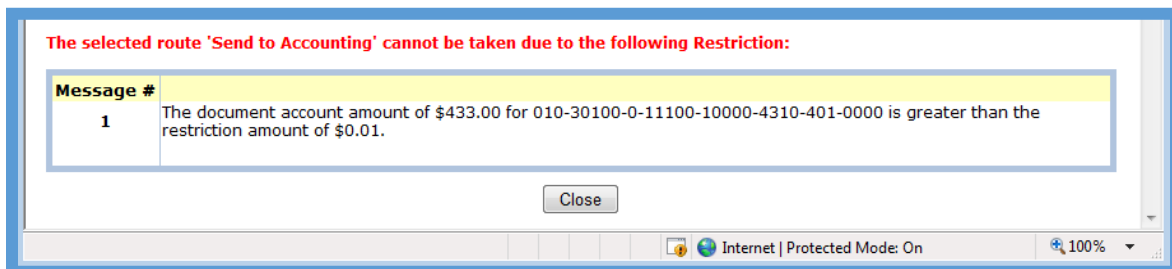 The selected route 'Send to Accounting' cannot be taken due to the following Restriction:
Message #
1
The document account amount of $433.00 for 010-30100-0-11100-10000-4310-401-0000 is greater than the
restriction amount of $0.01.
Close
Internet | Protected Mode: On
100%